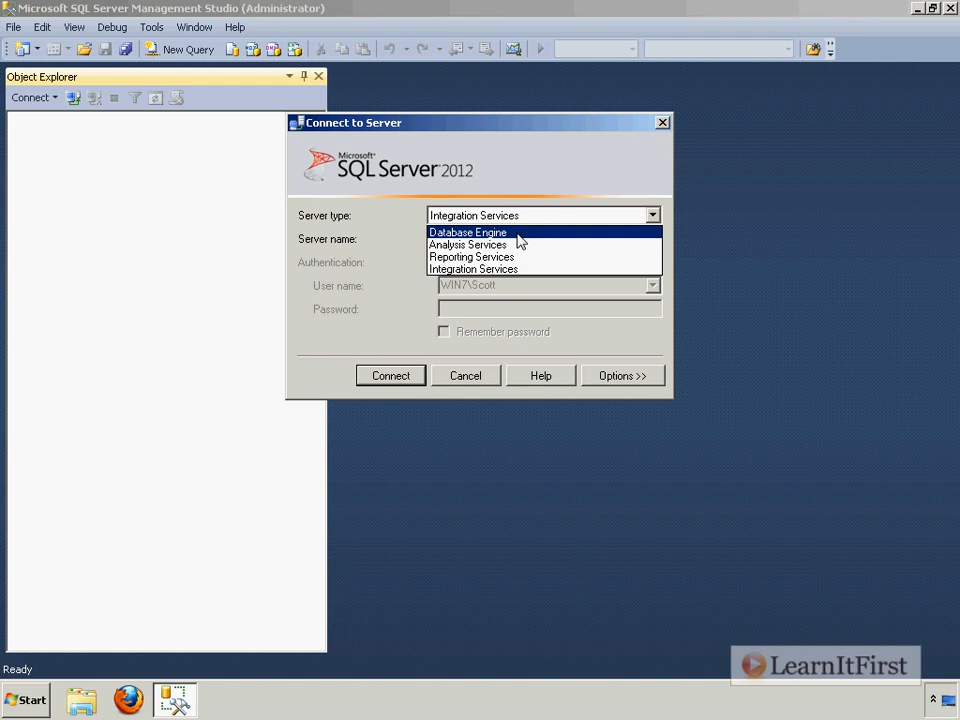 Microsoft SQL Server Management Studio (Administrator)
File Edit View Debug Tools Window Help
New Query
Object Explorer
Connect
Connect to Server
Microsoft
SQL Server 2012
Server type: Integration Services
Database Engine
Server name:
Analysis Services
Reporting Services
Authentication:
Integration Services
User name: WIN7\Scott
Password:
Remember password
Connect Cancel Help Options >>
Ready
LearnItFirst
Start